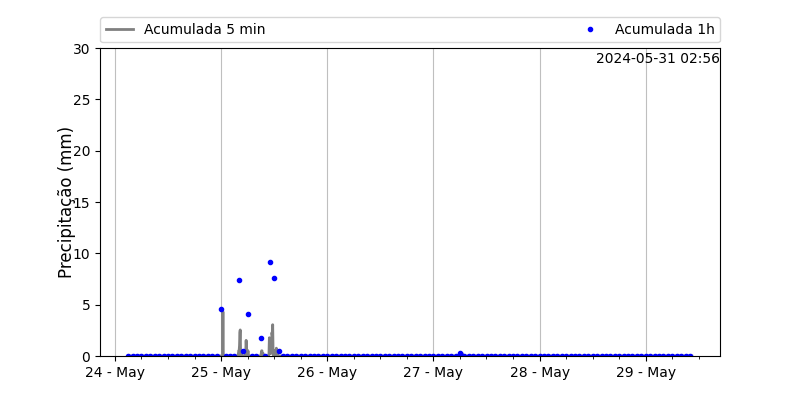 Acumulada 5 min
Acumulada 1h
2024-05-31 02:56
Precipitação (mm)
30
25
20
15
10
5
0
24 - May
25 - May
26 - May
27 - May
28 - May
29 - May